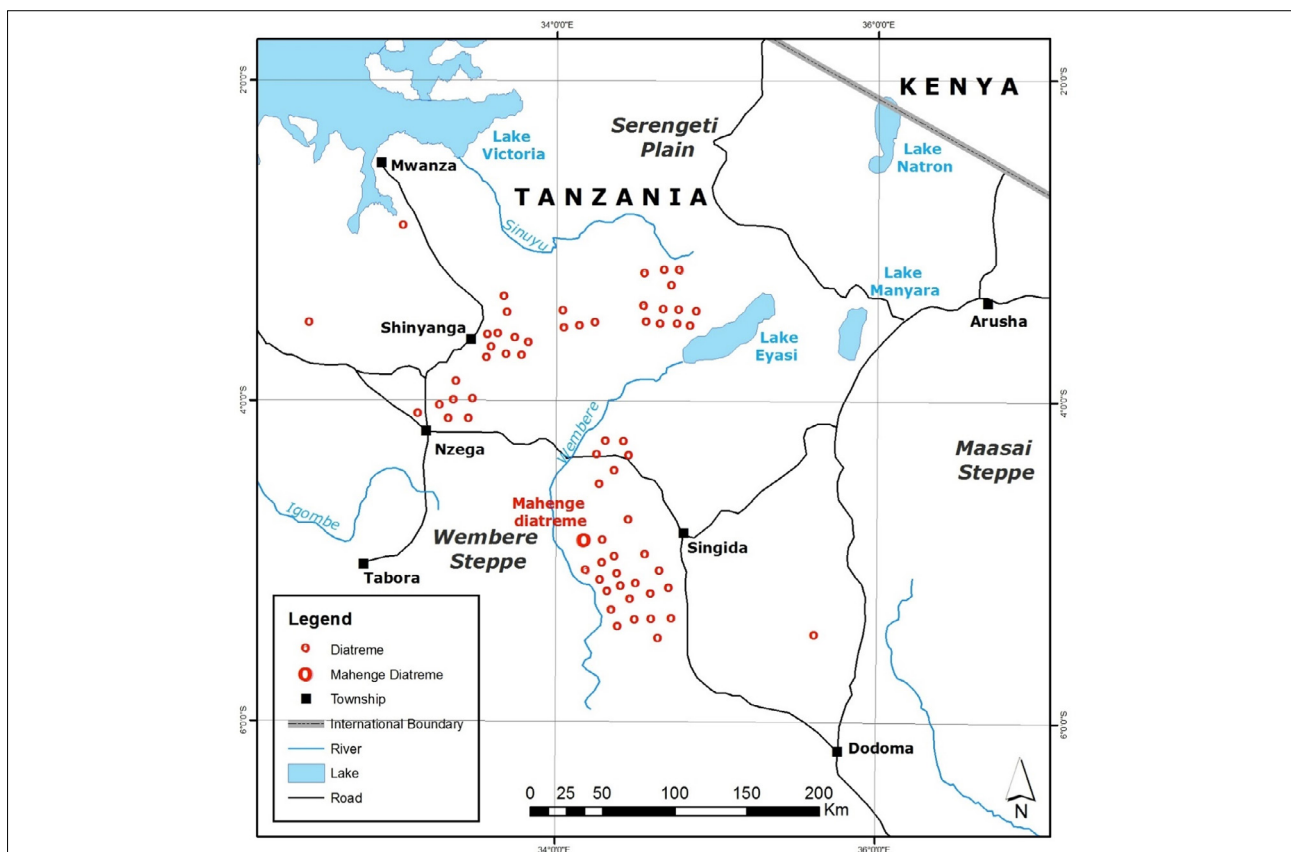 34°0'0"E
36°0'0"E
2°0'0"S
2°0'0"S
KENYA
Serengeti
Plain
Lake
Victoria
Lake
Natron
Mwanza
TANZANIA
Sinuyu
Lake
Manyara
Arusha
Shinyanga
Lake
Eyasi
4°0'0"S
4°0'0"S
Wembere
Nzega
Maasai
Steppe
Igombe
Mahenge
diatreme
Wembere
Steppe
Singida
Tabora
Legend
Diatreme
Mahenge Diatreme
Township
International Boundary
River
Lake
Road
6°0'0"S
6°0'0"S
Dodoma
0 25 50 100 150 200
Km
N
34°0'0"E
36°0'0"E